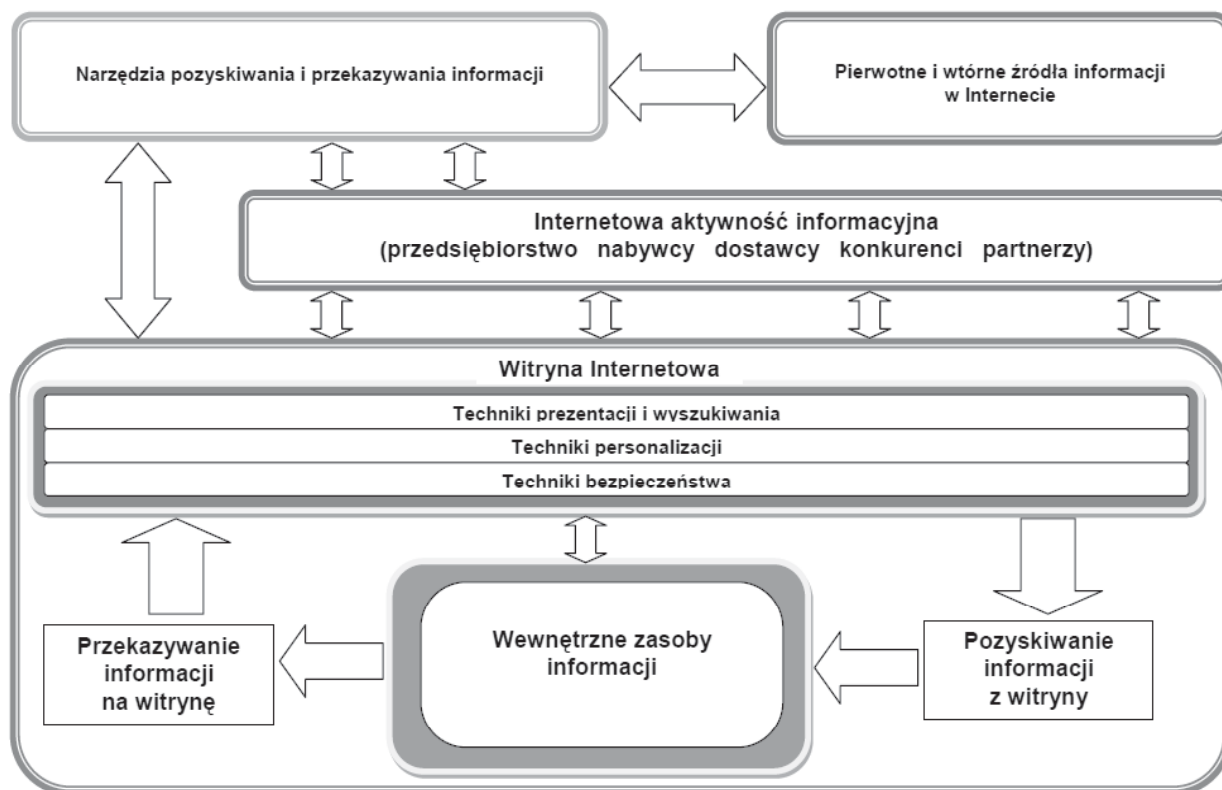 Narzędzia pozyskiwania i przekazywania informacji
Pierwotne i wtórne źródła informacji
w Internecie
Internetowa aktywność informacyjna
(przedsiębiorstwo nabywcy dostawcy konkurenci partnerzy)
Witryna Internetowa
Techniki prezentacji i wyszukiwania
Techniki personalizacji
Techniki bezpieczeństwa
Przekazywanie
informacji
na witrynę
Wewnętrzne zasoby
informacji
Pozyskiwanie
informacji
z witryny